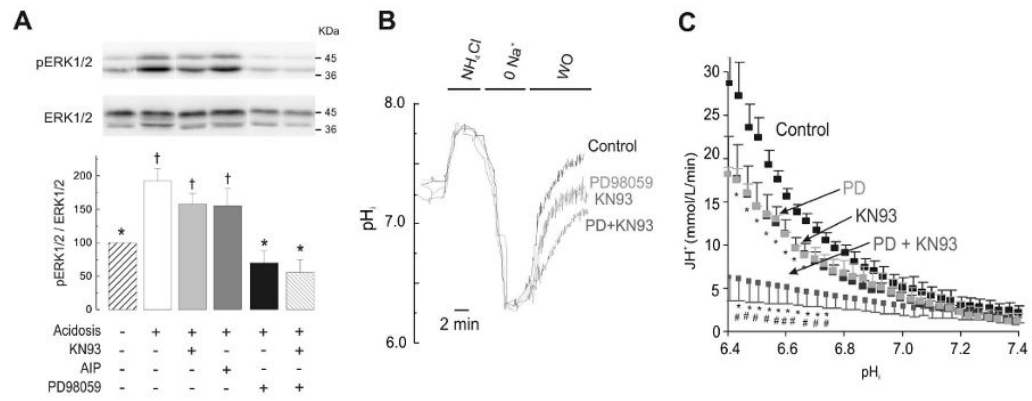 A
KDa
pERK1/2
45
36
ERK1/2
45
36
pERK1/2 / ERK1/2
200
150
100
50
0
*
†
†
†
*
*
Acidosis - + + + + +
KN93 - - + - - +
AIP - - - + - -
PD98059 - - - - + +
B
NH4Cl
0 Na+
WO
8.0
7.0
6.0
pHi
Control
PD98059
KN93
PD+KN93
2 min
C
JH+ (mmol/L/min)
30
25
20
15
10
5
0
Control
PD
KN93
PD + KN93
* * * * * * * * * *
# # # # # # # # # #
6.4 6.6 6.8 7.0 7.2 7.4
pHi